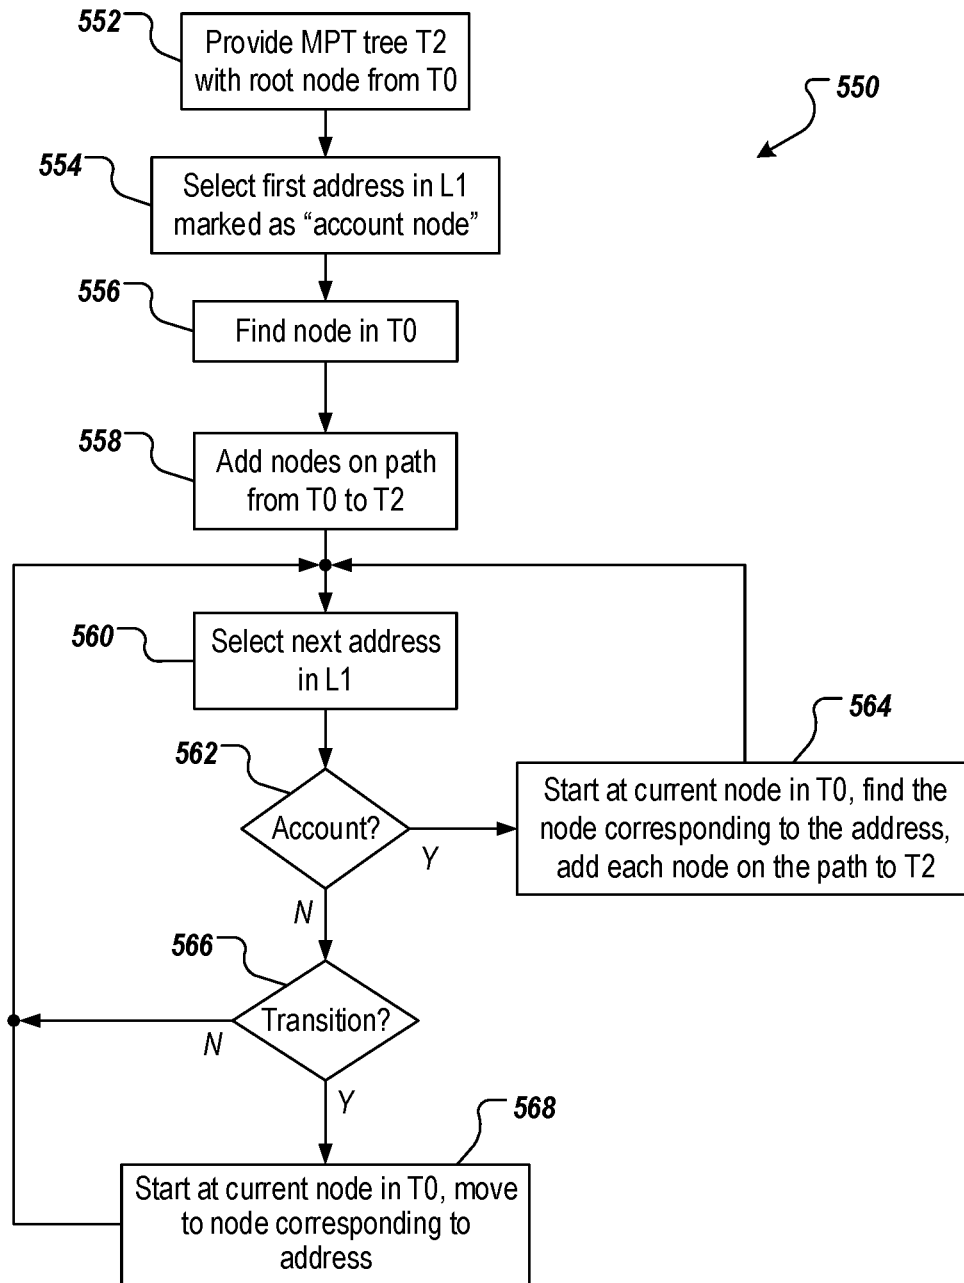 552
Provide MPT tree T2
with root node from T0
550
554
Select first address in L1
marked as “account node”
556
Find node in T0
558
Add nodes on path
from T0 to T2
560
Select next address
in L1
562
Account?
Y
N
564
Start at current node in T0, find the
node corresponding to the address,
add each node on the path to T2
566
Transition?
N
Y
568
Start at current node in T0, move
to node corresponding to
address